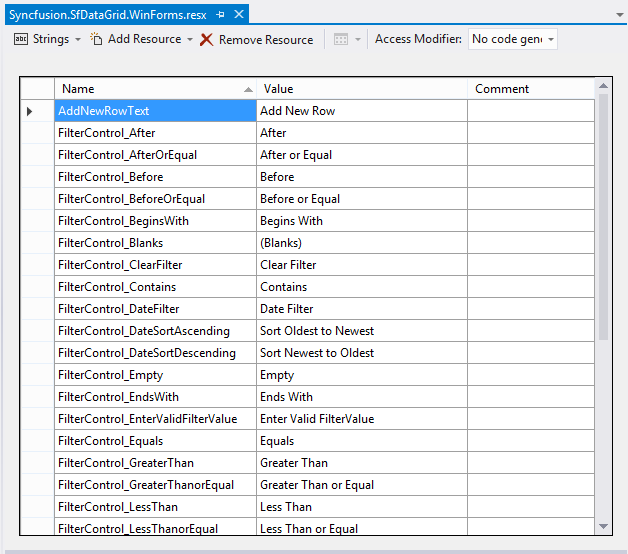 Syncfusion.SfDataGrid.WinForms.resx
Strings Add Resource Remove Resource Access Modifier: No code gene
Name Value Comment
AddNewRowText Add New Row
FilterControl_After After
FilterControl_AfterOrEqual After or Equal
FilterControl_Before Before
FilterControl_BeforeOrEqual Before or Equal
FilterControl_BeginsWith Begins With
FilterControl_Blanks (Blanks)
FilterControl_ClearFilter Clear Filter
FilterControl_Contains Contains
FilterControl_DateFilter Date Filter
FilterControl_DateSortAscending Sort Oldest to Newest
FilterControl_DateSortDescending Sort Newest to Oldest
FilterControl_Empty Empty
FilterControl_EndsWith Ends With
FilterControl_EnterValidFilterValue Enter Valid FilterValue
FilterControl_Equals Equals
FilterControl_GreaterThan Greater Than
FilterControl_GreaterThanorEqual Greater Than or Equal
FilterControl_LessThan Less Than
FilterControl_LessThanorEqual Less Than or Equal